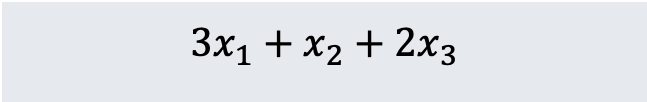 3x₁ + x₂ + 2x₃